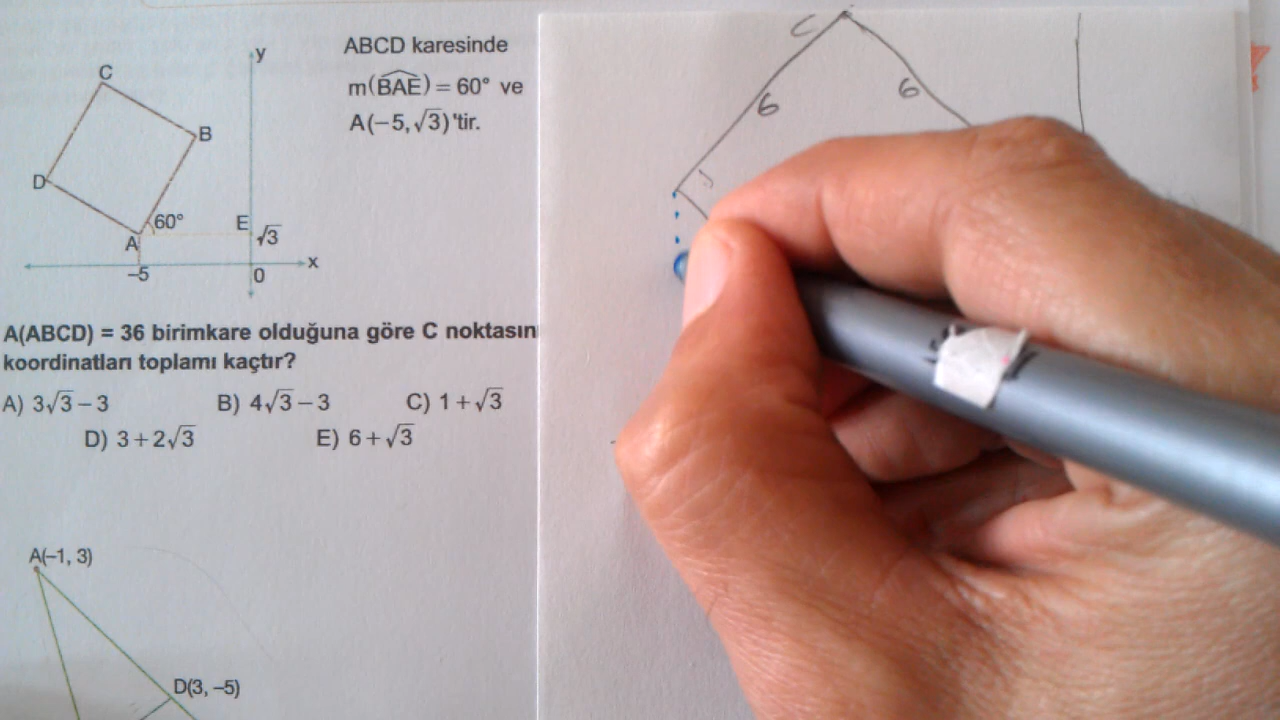 ABCD karesinde
m(BAE) = 60° ve
A(−5, √3)'tir.
y
C
B
D
60°
A
E
√3
−5
0
x
A(ABCD) = 36 birimkare olduğuna göre C noktasın
koordinatları toplamı kaçtır?
A) 3√3 − 3
B) 4√3 − 3
C) 1 + √3
D) 3 + 2√3
E) 6 + √3
A(−1, 3)
D(3, −5)
C
6
6